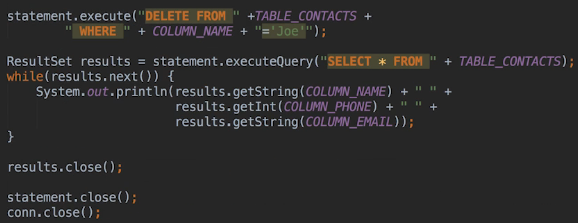 statement.execute("DELETE FROM " +TABLE_CONTACTS +
" WHERE " + COLUMN_NAME + "='Joe'");
ResultSet results = statement.executeQuery("SELECT * FROM " + TABLE_CONTACTS);
while(results.next()) {
System.out.println(results.getString(COLUMN_NAME) + " " +
results.getInt(COLUMN_PHONE) + " " +
results.getString(COLUMN_EMAIL));
}
results.close();
statement.close();
conn.close();